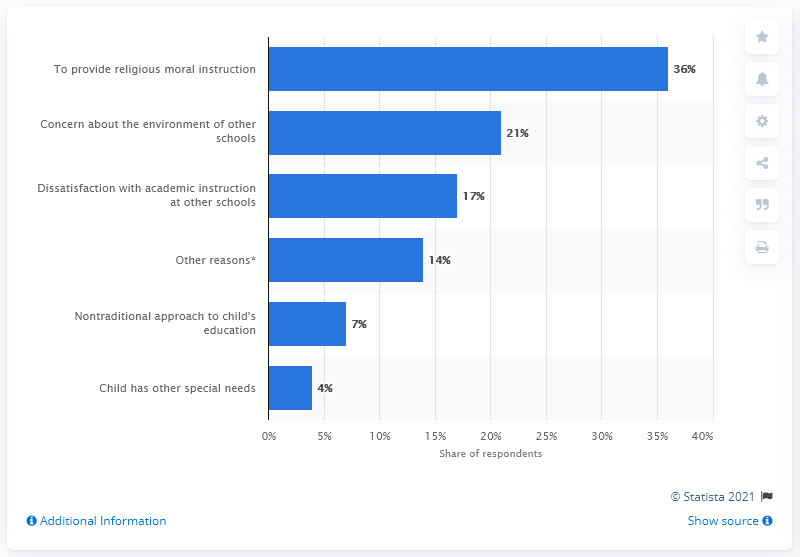 To provide religious moral instruction
36%
Concern about the environment of other
schools
21%
Dissatisfaction with academic instruction
at other schools
17%
Other reasons*
14%
Nontraditional approach to child's
education
7%
Child has other special needs
4%
0% 5% 10% 15% 20% 25% 30% 35% 40%
Share of respondents
© Statista 2021
Additional Information
Show source